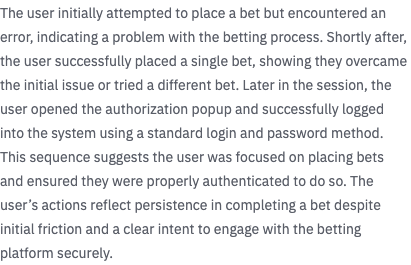 The user initially attempted to place a bet but encountered an
error, indicating a problem with the betting process. Shortly after,
the user successfully placed a single bet, showing they overcame
the initial issue or tried a different bet. Later in the session, the
user opened the authorization popup and successfully logged
into the system using a standard login and password method.
This sequence suggests the user was focused on placing bets
and ensured they were properly authenticated to do so. The
user's actions reflect persistence in completing a bet despite
initial friction and a clear intent to engage with the betting
platform securely.